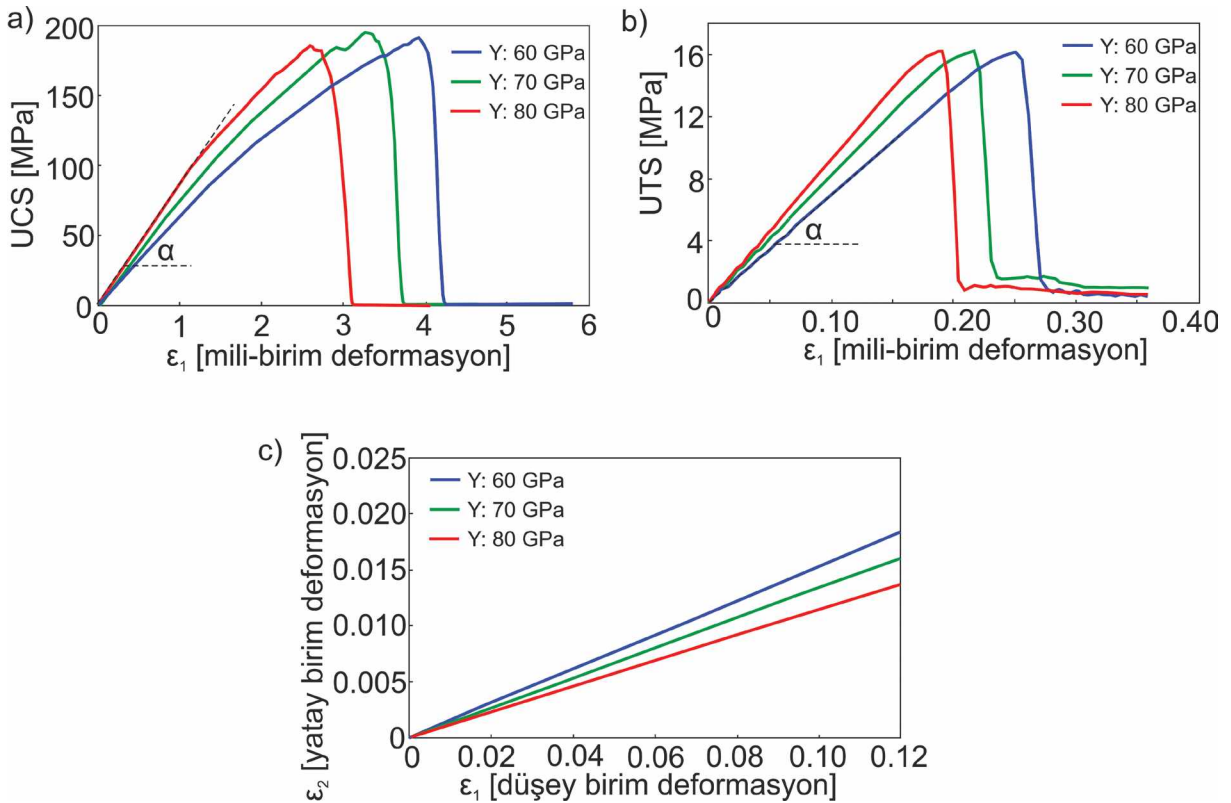 a)
UCS [MPa]
200
150
100
50
0
Y: 60 GPa
Y: 70 GPa
Y: 80 GPa
α
0 1 2 3 4 5 6
ε1 [mili-birim deformasyon]
b)
UTS [MPa]
16
12
8
4
0
Y: 60 GPa
Y: 70 GPa
Y: 80 GPa
α
0 0.10 0.20 0.30 0.40
ε1 [mili-birim deformasyon]
c)
ε2 [yatay birim deformasyon]
0.025
0.020
0.015
0.010
0.005
0
Y: 60 GPa
Y: 70 GPa
Y: 80 GPa
0 0.02 0.04 0.06 0.08 0.10 0.12
ε1 [düşey birim deformasyon]